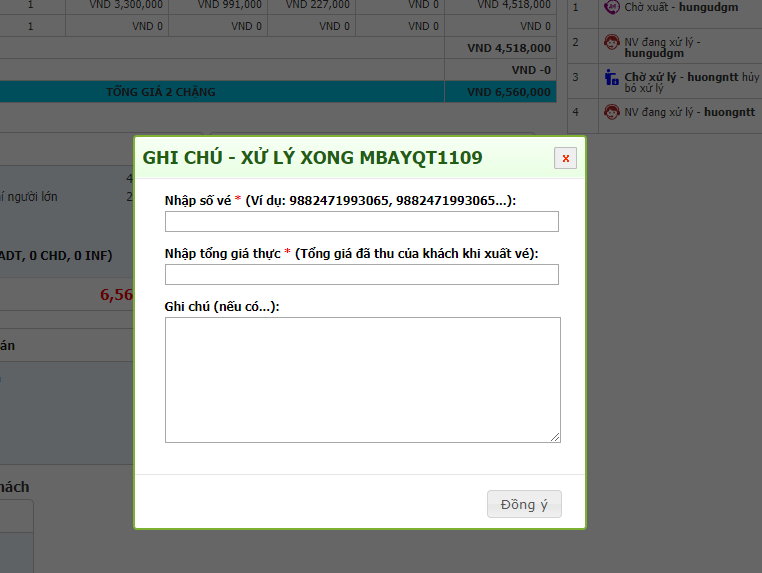 1 VND 3,300,000 VND 991,000 VND 227,000 VND 0 VND 4,518,000
1 VND 0 VND 0 VND 0 VND 0 VND 0
VND 4,518,000
VND -0
TỔNG GIÁ 2 CHẶNG VND 6,560,000
1 Chờ xuất - hungudgm
2 NV đang xử lý -
hungudgm
3 Chờ xử lý - huongntt hủy
bỏ xử lý
4 NV đang xử lý - huongntt
GHI CHÚ - XỬ LÝ XONG MBAYQT1109
x
Nhập số vé * (Ví dụ: 9882471993065, 9882471993065...):
Nhập tổng giá thực * (Tổng giá đã thu của khách khi xuất vé):
Ghi chú (nếu có...):
Đồng ý
4
í người lớn 2
ADT, 0 CHD, 0 INF)
6,56
án
hách